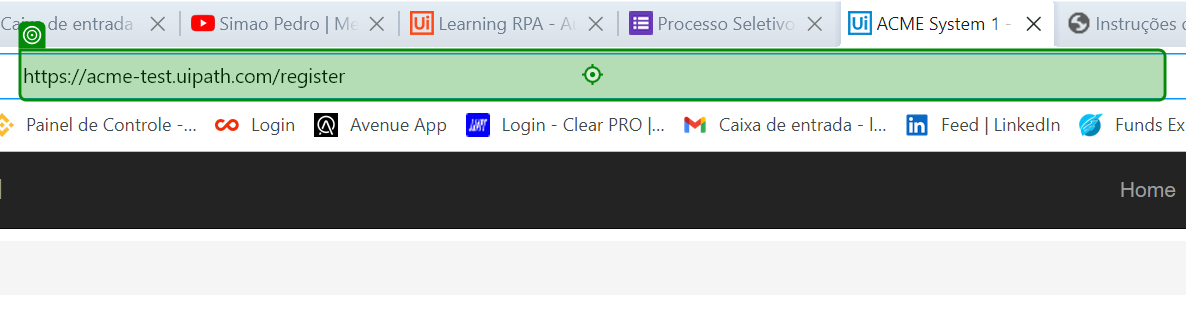 Caixa de entrada Simao Pedro | Me Learning RPA - Au Processo Seletivo ACME System 1 - Instruções d
https://acme-test.uipath.com/register
Painel de Controle -... Login Avenue App Login - Clear PRO |... Caixa de entrada - l... Feed | LinkedIn Funds Ex
Home